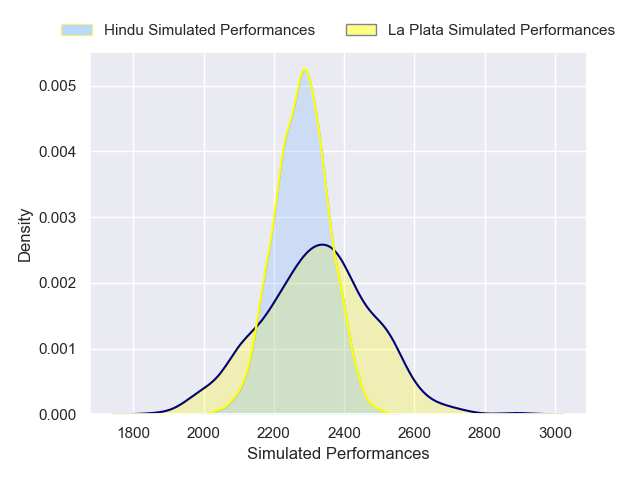 Hindu Simulated Performances
La Plata Simulated Performances
0.005
0.004
0.003
0.002
0.001
0.000
Density
1800 2000 2200 2400 2600 2800 3000
Simulated Performances